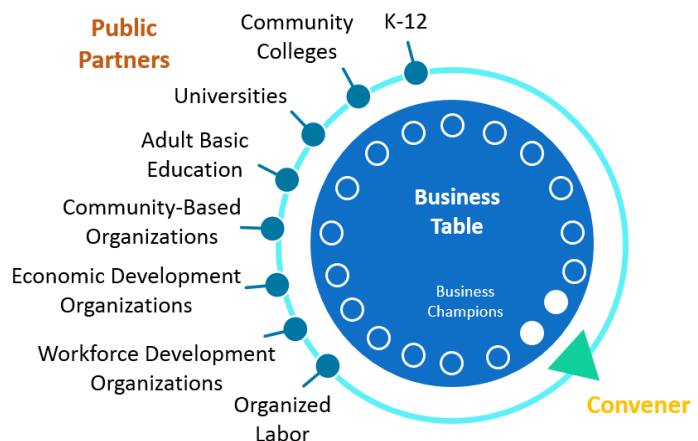 Public
Partners
Community
Colleges
K-12
Universities
Adult Basic
Education
Community-Based
Organizations
Economic Development
Organizations
Workforce Development
Organizations
Organized
Labor
Business
Table
Business
Champions
Convener